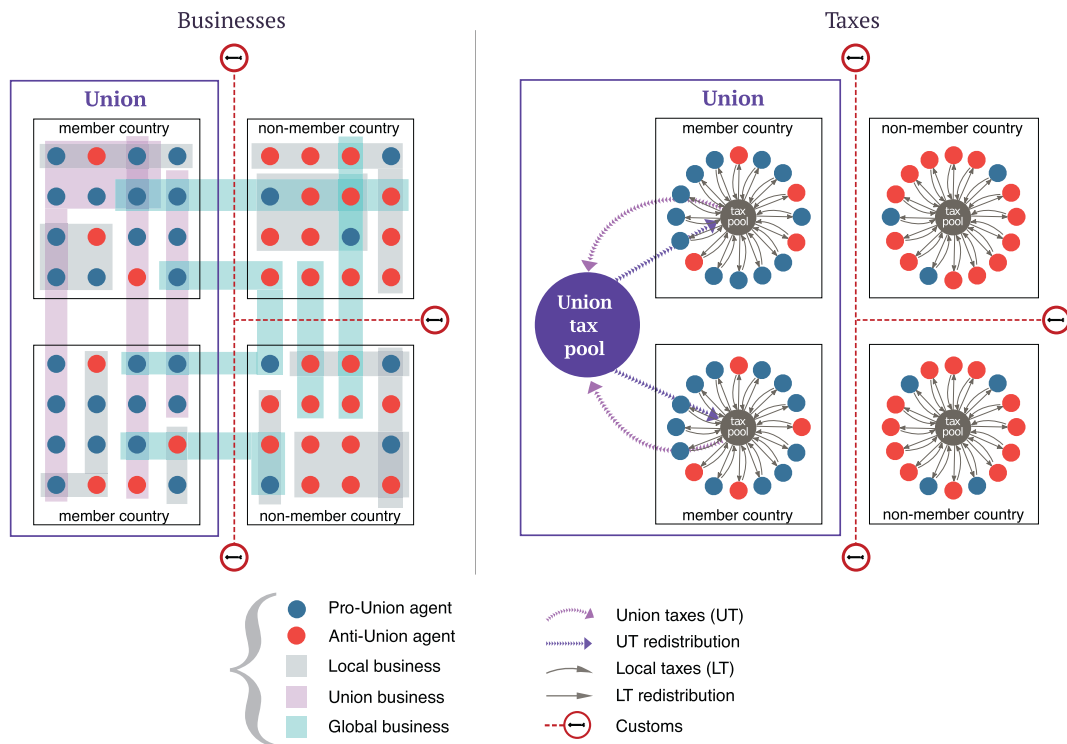 Businesses
Taxes
Union
member country
non-member country
member country
non-member country
Union
member country
non-member country
tax
pool
tax
pool
Union
tax
pool
tax
pool
tax
pool
member country
non-member country
Pro-Union agent
Anti-Union agent
Local business
Union business
Global business
Union taxes (UT)
UT redistribution
Local taxes (LT)
LT redistribution
Customs